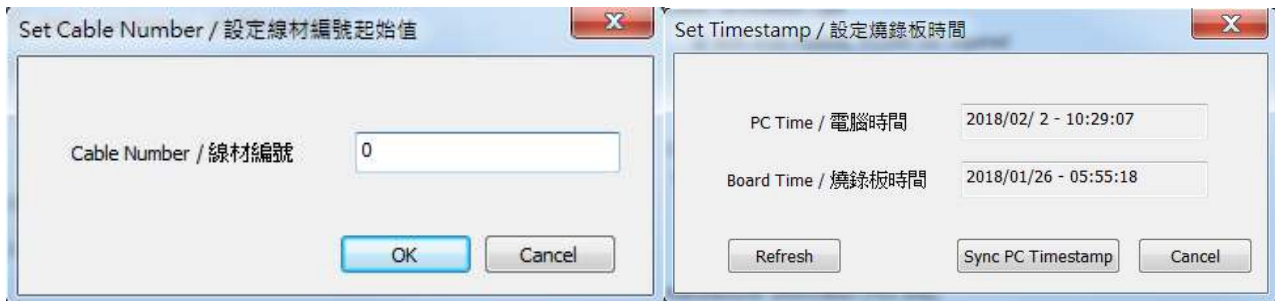 Set Cable Number / 設定線材編號起始值
Cable Number / 線材編號
0
OK
Cancel
Set Timestamp / 設定燒錄板時間
PC Time / 電腦時間
2018/02/ 2 - 10:29:07
Board Time / 燒錄板時間
2018/01/26 - 05:55:18
Refresh
Sync PC Timestamp
Cancel